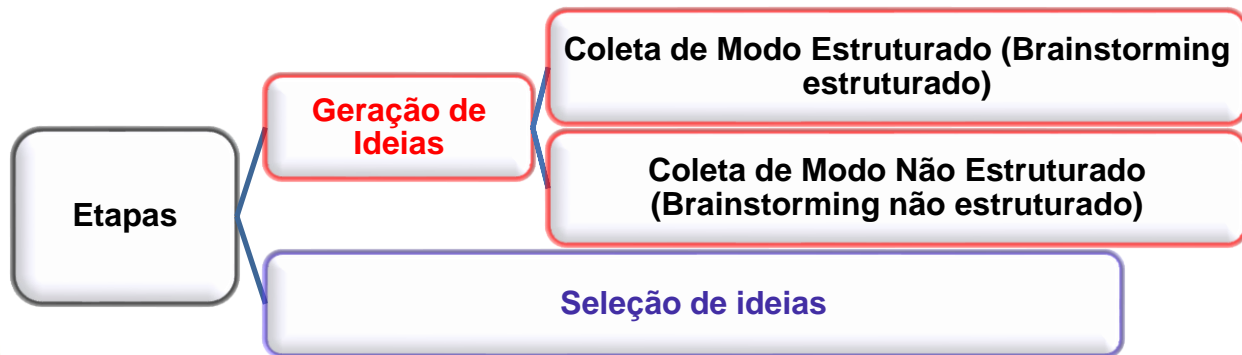 Etapas
Geração de
Ideias
Coleta de Modo Estruturado (Brainstorming
estruturado)
Coleta de Modo Não Estruturado
(Brainstorming não estruturado)
Seleção de ideias